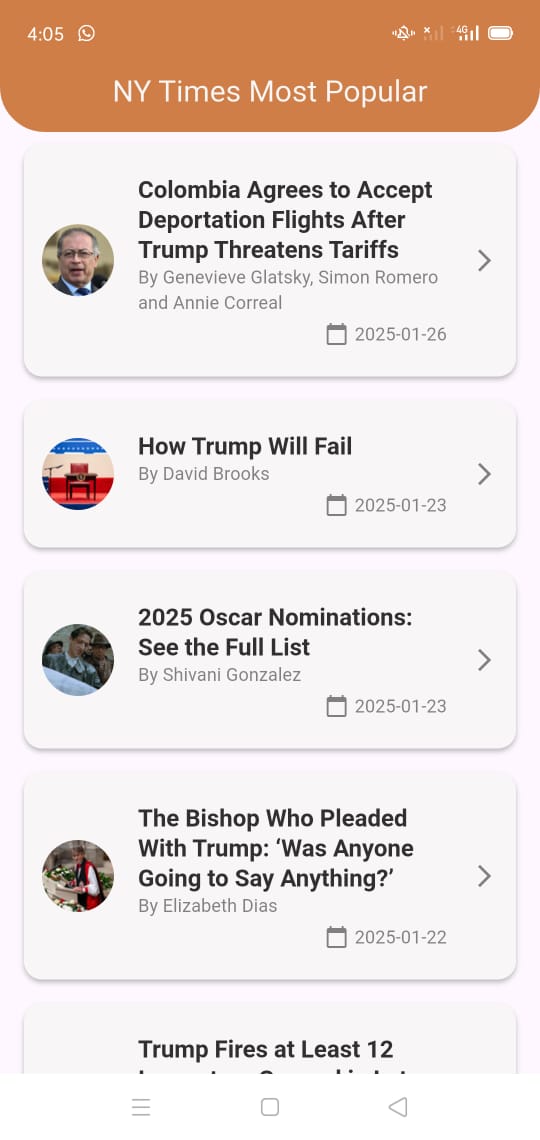 4:05
4G
NY Times Most Popular
Colombia Agrees to Accept
Deportation Flights After
Trump Threatens Tariffs
By Genevieve Glatsky, Simon Romero
and Annie Correal
2025-01-26
How Trump Will Fail
By David Brooks
2025-01-23
2025 Oscar Nominations:
See the Full List
By Shivani Gonzalez
2025-01-23
The Bishop Who Pleaded
With Trump: ‘Was Anyone
Going to Say Anything?’
By Elizabeth Dias
2025-01-22
Trump Fires at Least 12